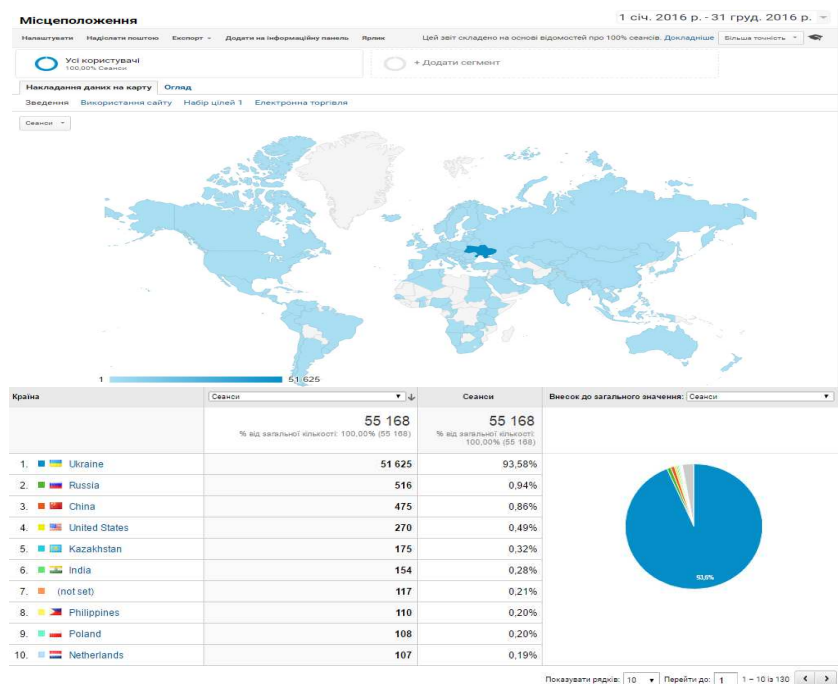 Місцеположення 1 січ. 2016 р. - 31 груд. 2016 р.
Налаштувати Надіслати поштою Експорт Додати на інформаційну панель Ярлик Цей звіт складено на основі відомостей про 100% сеансів. Докладніше Більша точність
Усі користувачі
100,00% Сеанси
+ Додати сегмент
Накладання даних на карту Огляд
Зведення Використання сайту Набір цілей 1 Електронна торгівля
Сеанси
1 51 625
Країна Сеанси Сеанси Внесок до загального значення: Сеанси
55 168 55 168
% від загальної кількості: 100,00% (55 168) % від загальної кількості:
100,00% (55 168)
1. Ukraine 51 625 93,58%
2. Russia 516 0,94%
3. China 475 0,86%
4. United States 270 0,49%
5. Kazakhstan 175 0,32%
6. India 154 0,28%
7. (not set) 117 0,21%
8. Philippines 110 0,20%
9. Poland 108 0,20%
10. Netherlands 107 0,19%
93,6%
Показувати рядків: 10 Перейти до: 1 1 – 10 із 130